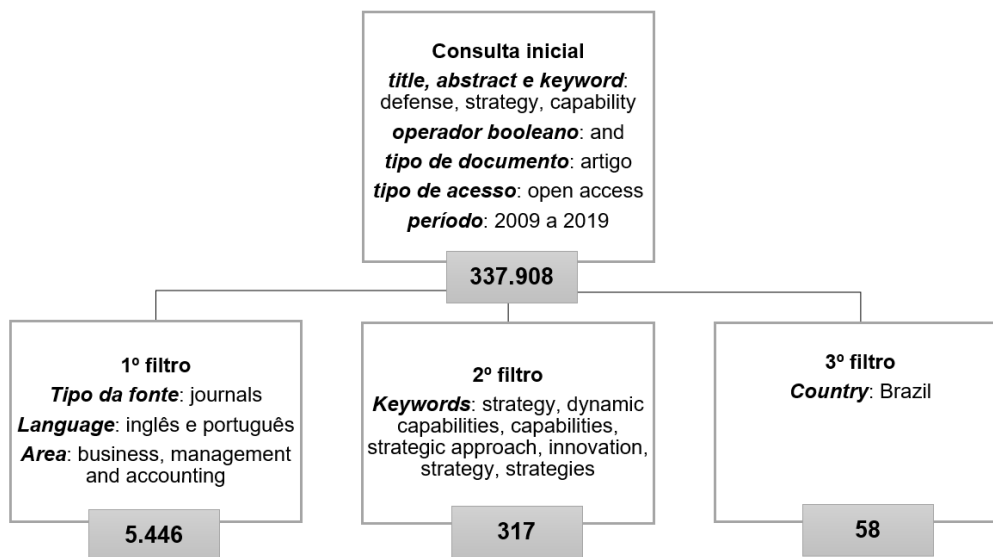 Consulta inicial
title, abstract e keyword:
defense, strategy, capability
operador booleano: and
tipo de documento: artigo
tipo de acesso: open access
período: 2009 a 2019
337.908
1º filtro
Tipo da fonte: journals
Language: inglês e português
Area: business, management
and accounting
5.446
2º filtro
Keywords: strategy, dynamic
capabilities, capabilities,
strategic approach, innovation,
strategy, strategies
317
3º filtro
Country: Brazil
58